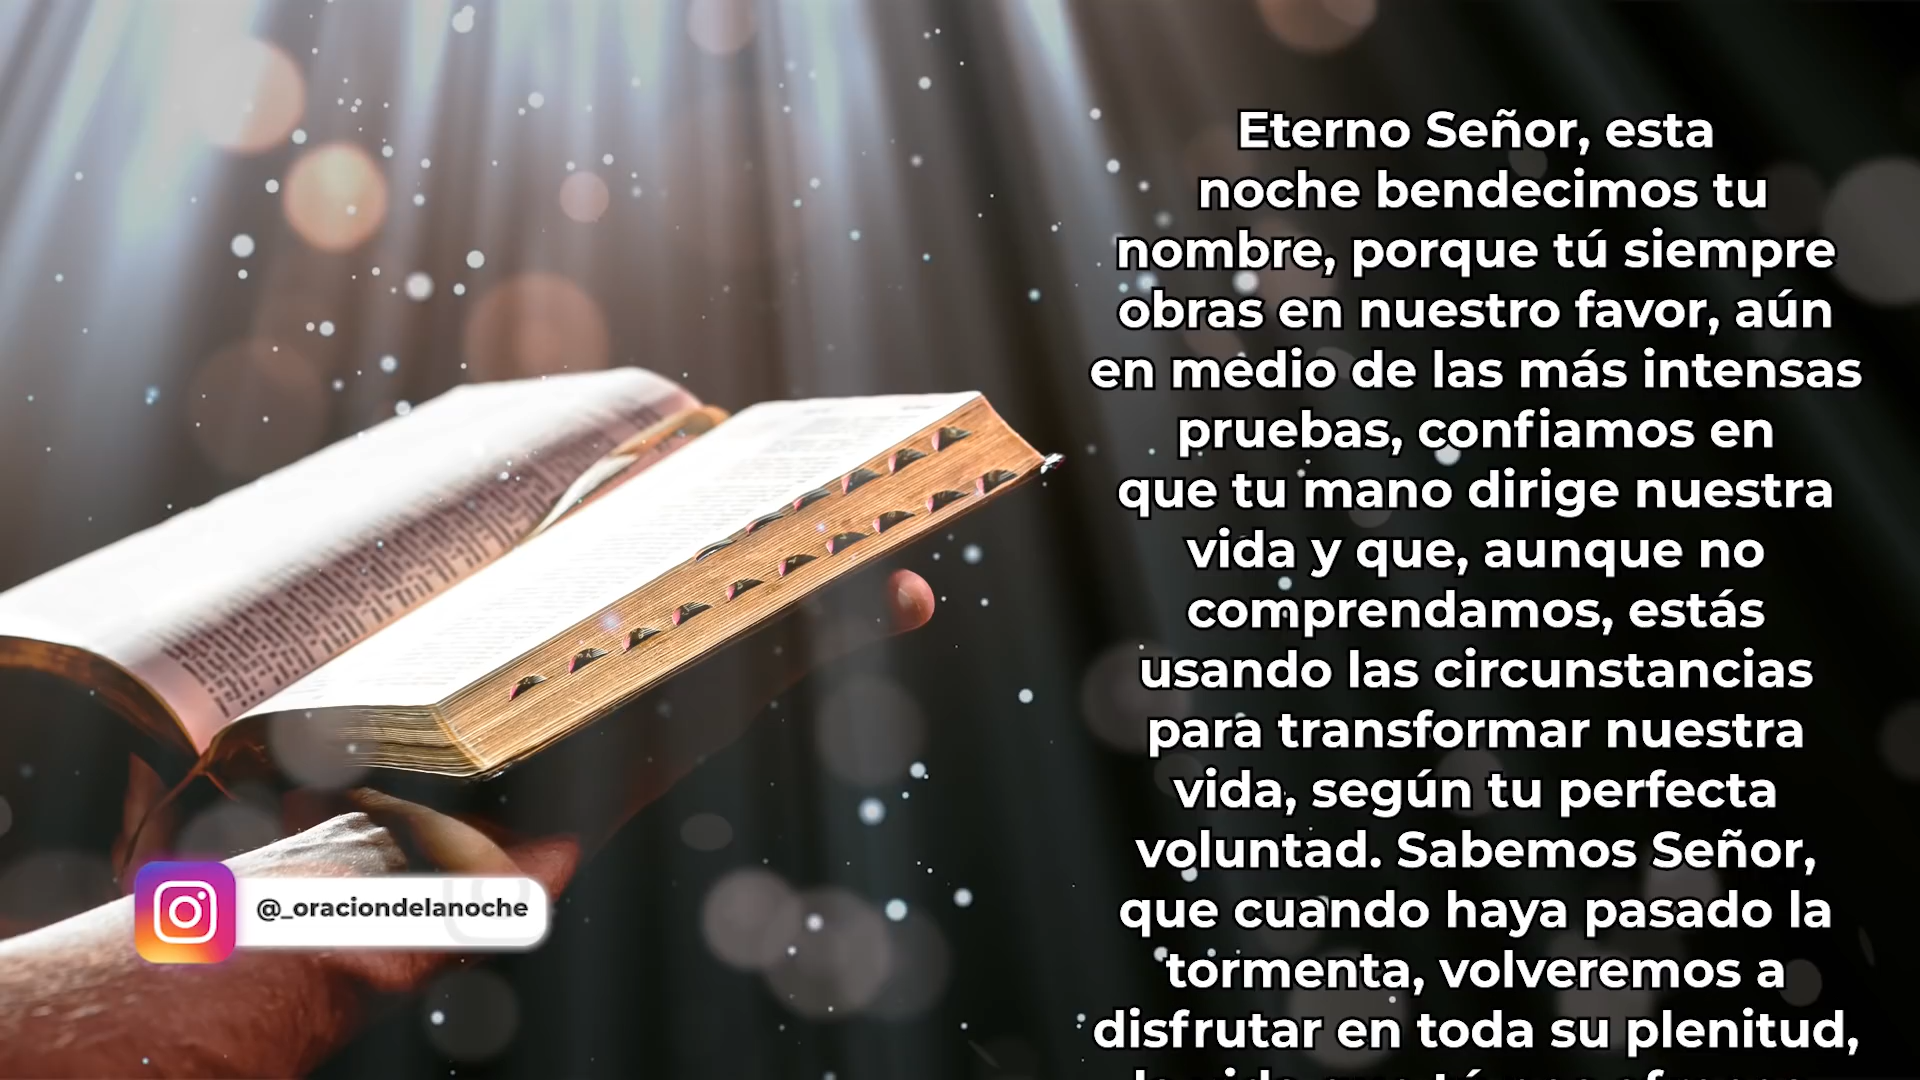 Eterno Señor, esta
noche bendecimos tu
nombre, porque tú siempre
obras en nuestro favor, aún
en medio de las más intensas
pruebas, confiamos en
que tu mano dirige nuestra
vida y que, aunque no
comprendamos, estás
usando las circunstancias
para transformar nuestra
vida, según tu perfecta
voluntad. Sabemos Señor,
que cuando haya pasado la
tormenta, volveremos a
disfrutar en toda su plenitud,
@_oraciondelanoche